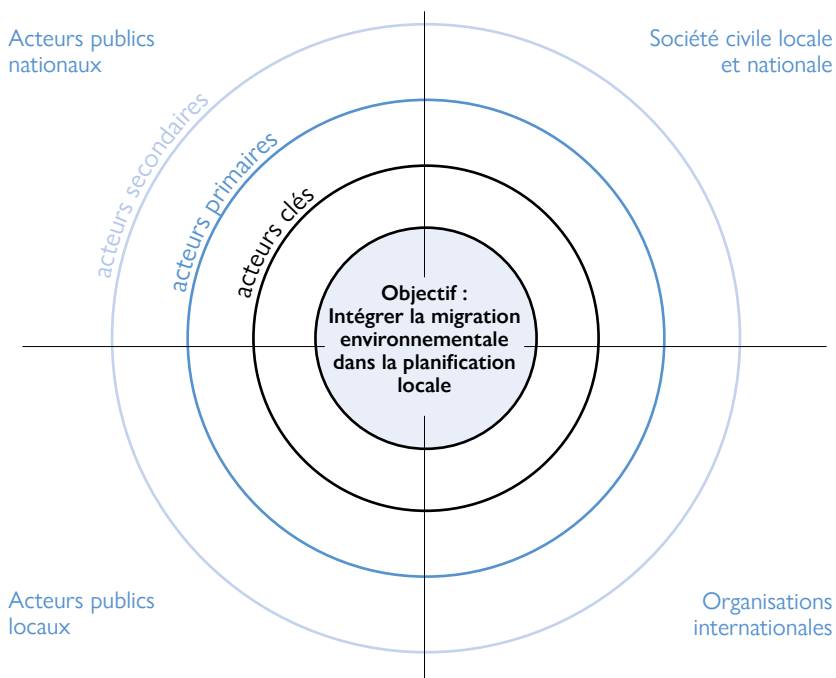 Acteurs publics
nationaux
Société civile locale
et nationale
acteurs secondaires
acteurs primaires
acteurs clés
Objectif :
Intégrer la migration
environnementale
dans la planification
locale
Acteurs publics
locaux
Organisations
internationales